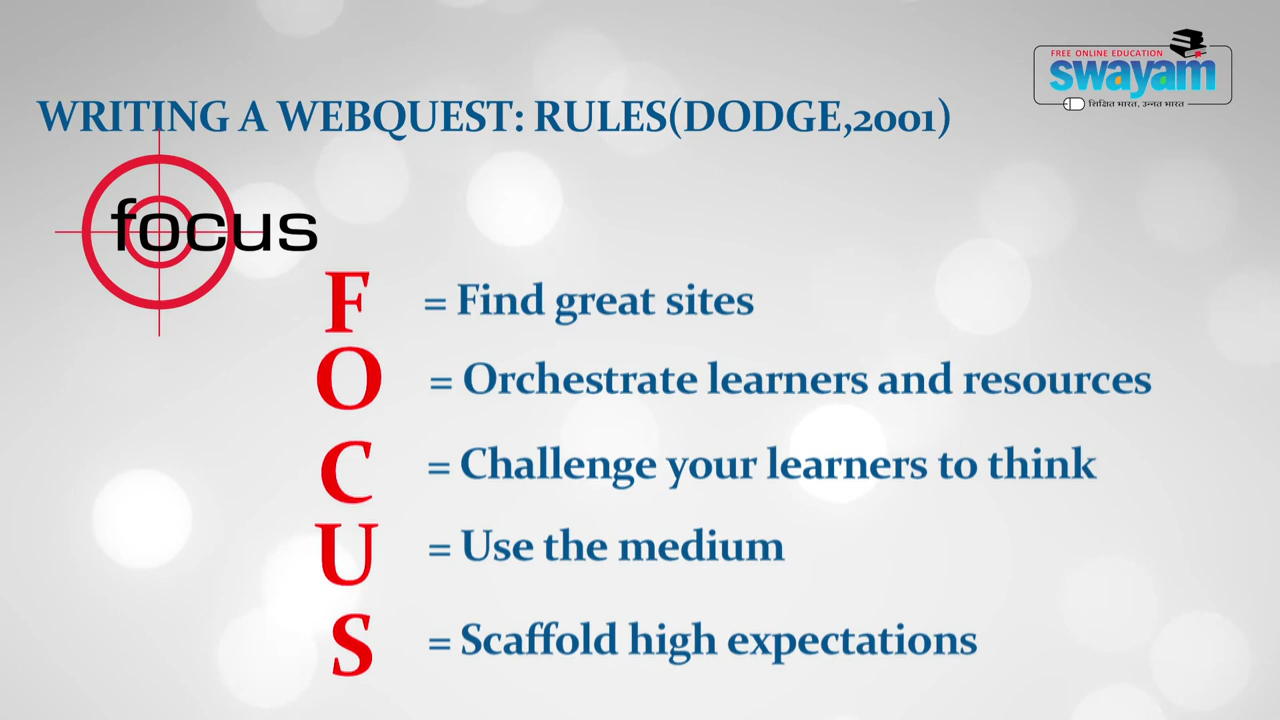 FREE ONLINE EDUCATION
swayam
शिक्षित भारत, उन्नत भारत
WRITING A WEBQUEST: RULES(DODGE,2001)
focus
F = Find great sites
O = Orchestrate learners and resources
C = Challenge your learners to think
U = Use the medium
S = Scaffold high expectations